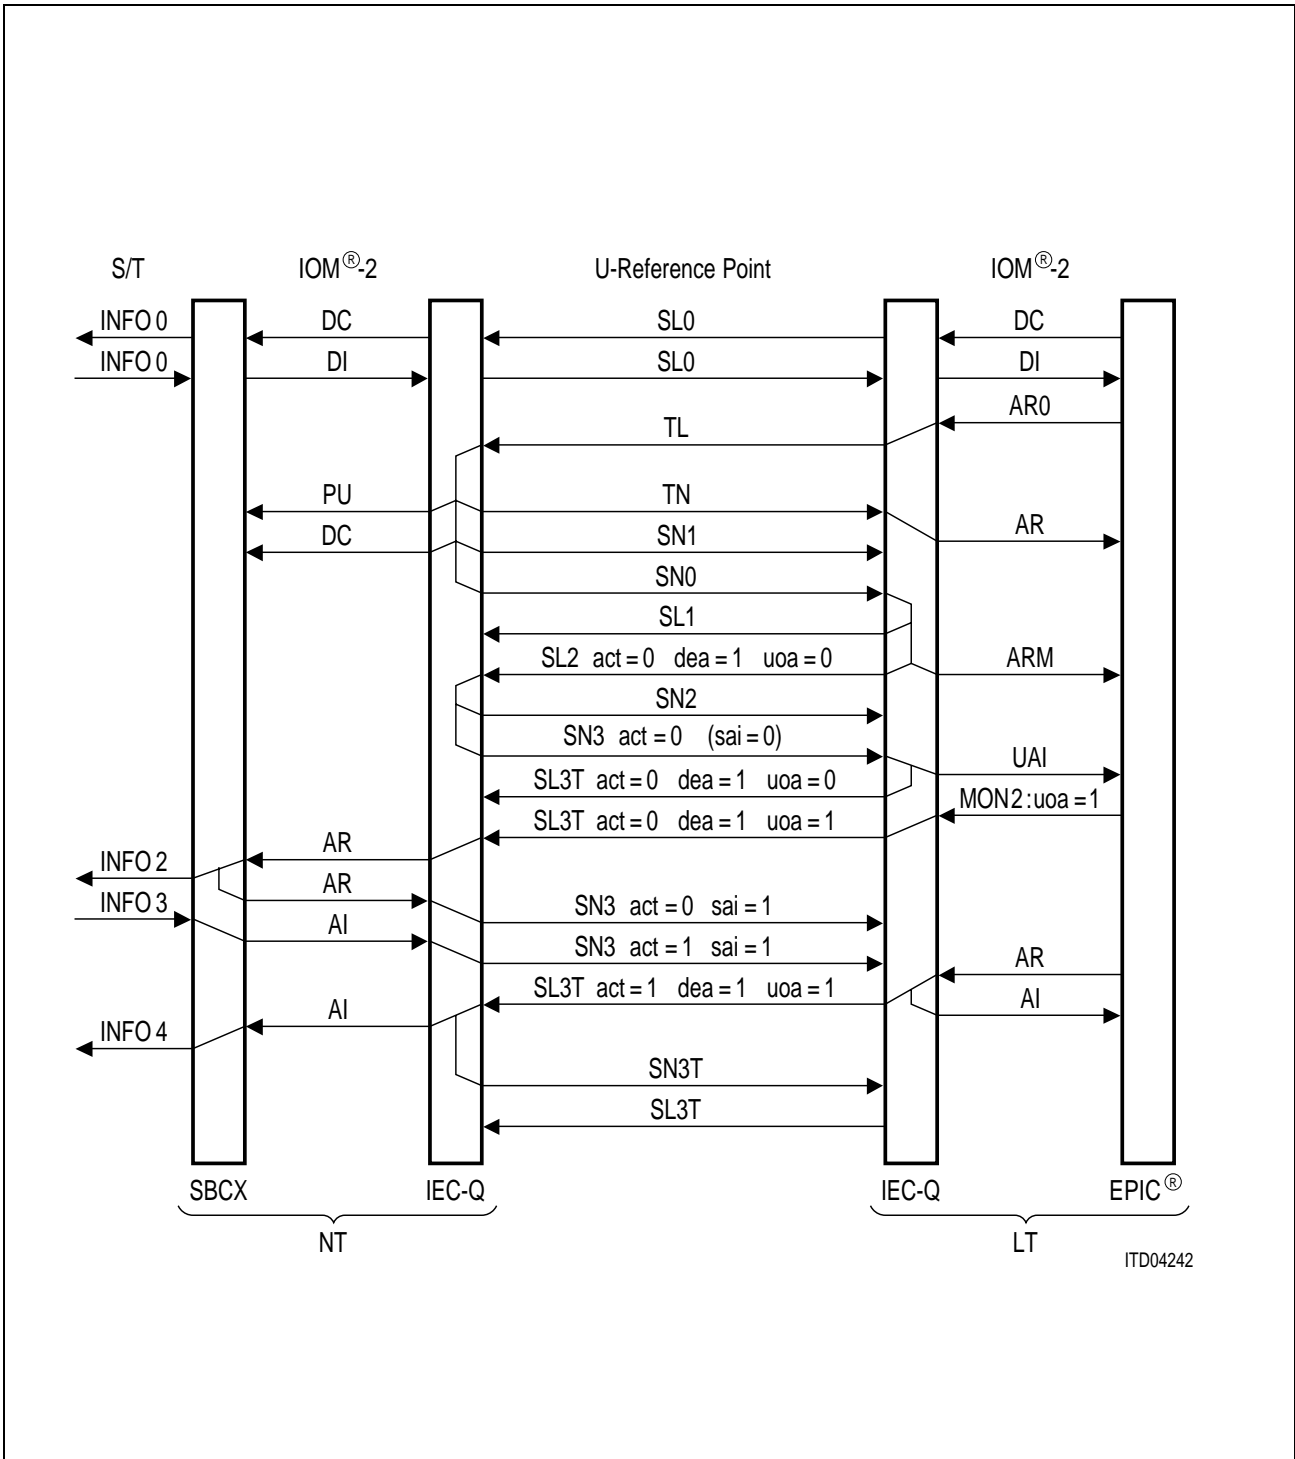 S/T IOM®-2 U-Reference Point IOM®-2
INFO 0 DC SL0 DC
INFO 0 DI SL0 DI
AR0
TL
PU TN
AR
DC SN1
SN0
SL1
SL2 act = 0 dea = 1 uoa = 0 ARM
SN2
SN3 act = 0 (sai = 0)
UAI
SL3T act = 0 dea = 1 uoa = 0
MON2 : uoa = 1
SL3T act = 0 dea = 1 uoa = 1
AR
INFO 2
AR
INFO 3 SN3 act = 0 sai = 1
AI
SN3 act = 1 sai = 1
AR
SL3T act = 1 dea = 1 uoa = 1
AI AI
INFO 4
SN3T
SL3T
SBCX IEC-Q IEC-Q EPIC®
NT LT
ITD04242